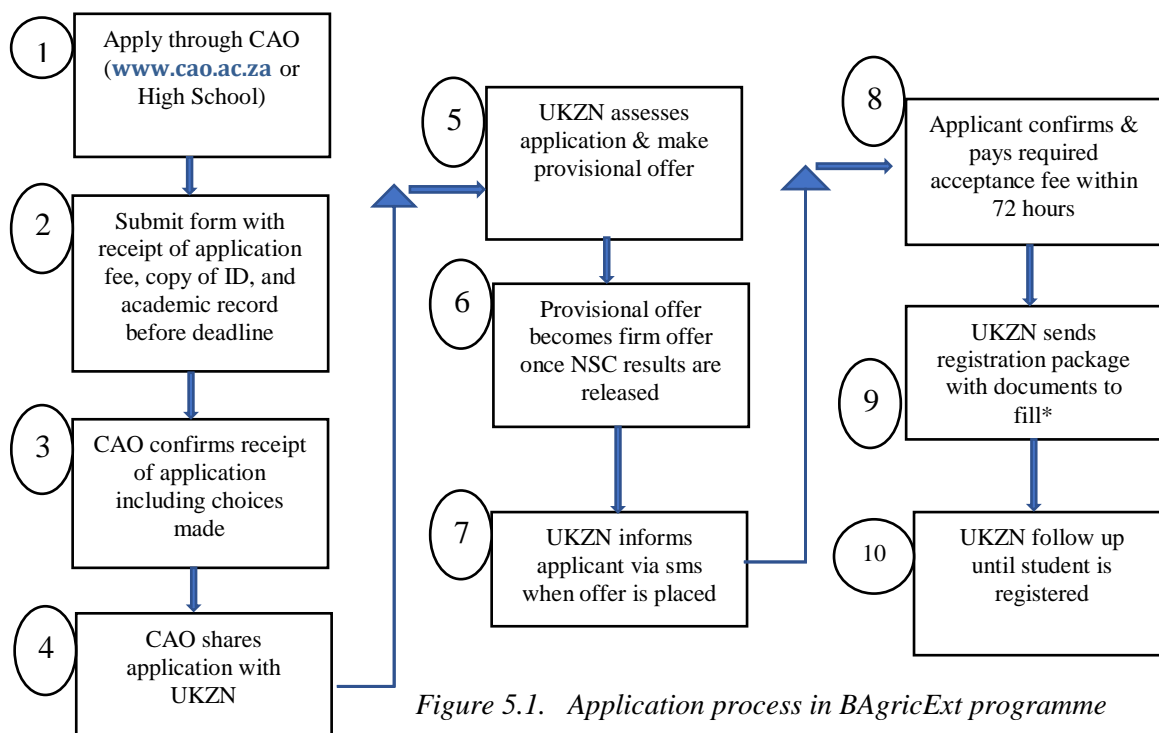 1
Apply through CAO
(www.cao.ac.za or
High School)
2
Submit form with
receipt of application
fee, copy of ID, and
academic record
before deadline
3
CAO confirms receipt
of application
including choices
made
4
CAO shares
application with
UKZN
5
UKZN assesses
application & make
provisional offer
6
Provisional offer
becomes firm offer
once NSC results are
released
7
UKZN informs
applicant via sms
when offer is placed
8
Applicant confirms &
pays required
acceptance fee within
72 hours
9
UKZN sends
registration package
with documents to
fill*
10
UKZN follow up
until student is
registered
Figure 5.1. Application process in BAgricExt programme